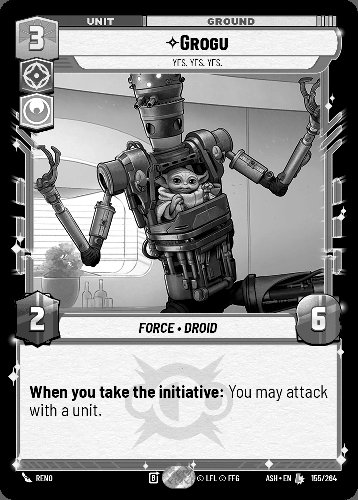 UNIT
GROUND
3
✧GROGU
YES. YES. YES.
2
FORCE • DROID
6
When you take the initiative: You may attack
with a unit.
RENO
© LFL © FFG
ASH • EN
155/264